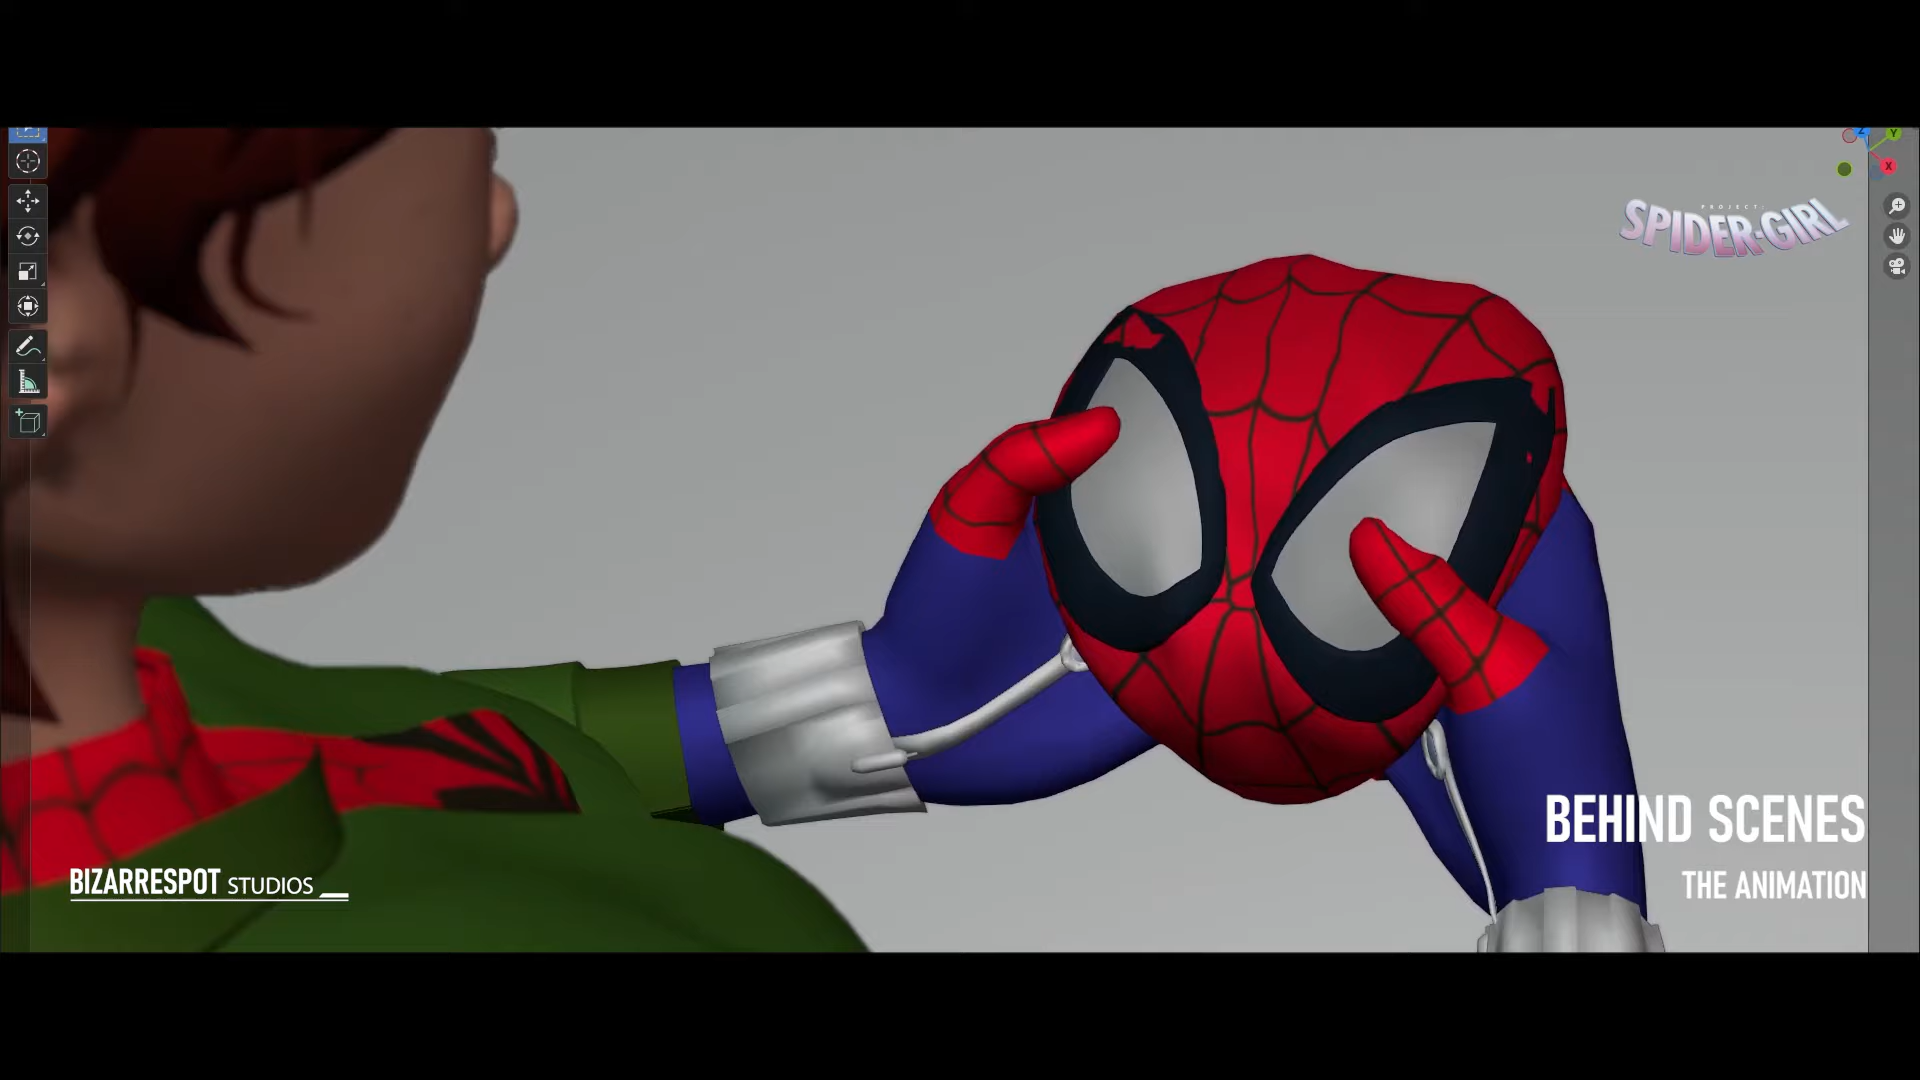 Z
Y
X
PROJECT:
SPIDER-GIRL
BEHIND SCENES
THE ANIMATION
BIZARRESPOT STUDIOS